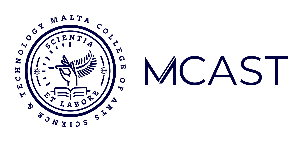 MALTA COLLEGE OF ARTS SCIENCE & TECHNOLOGY
SCIENTIA
ET LABORE
MCAST